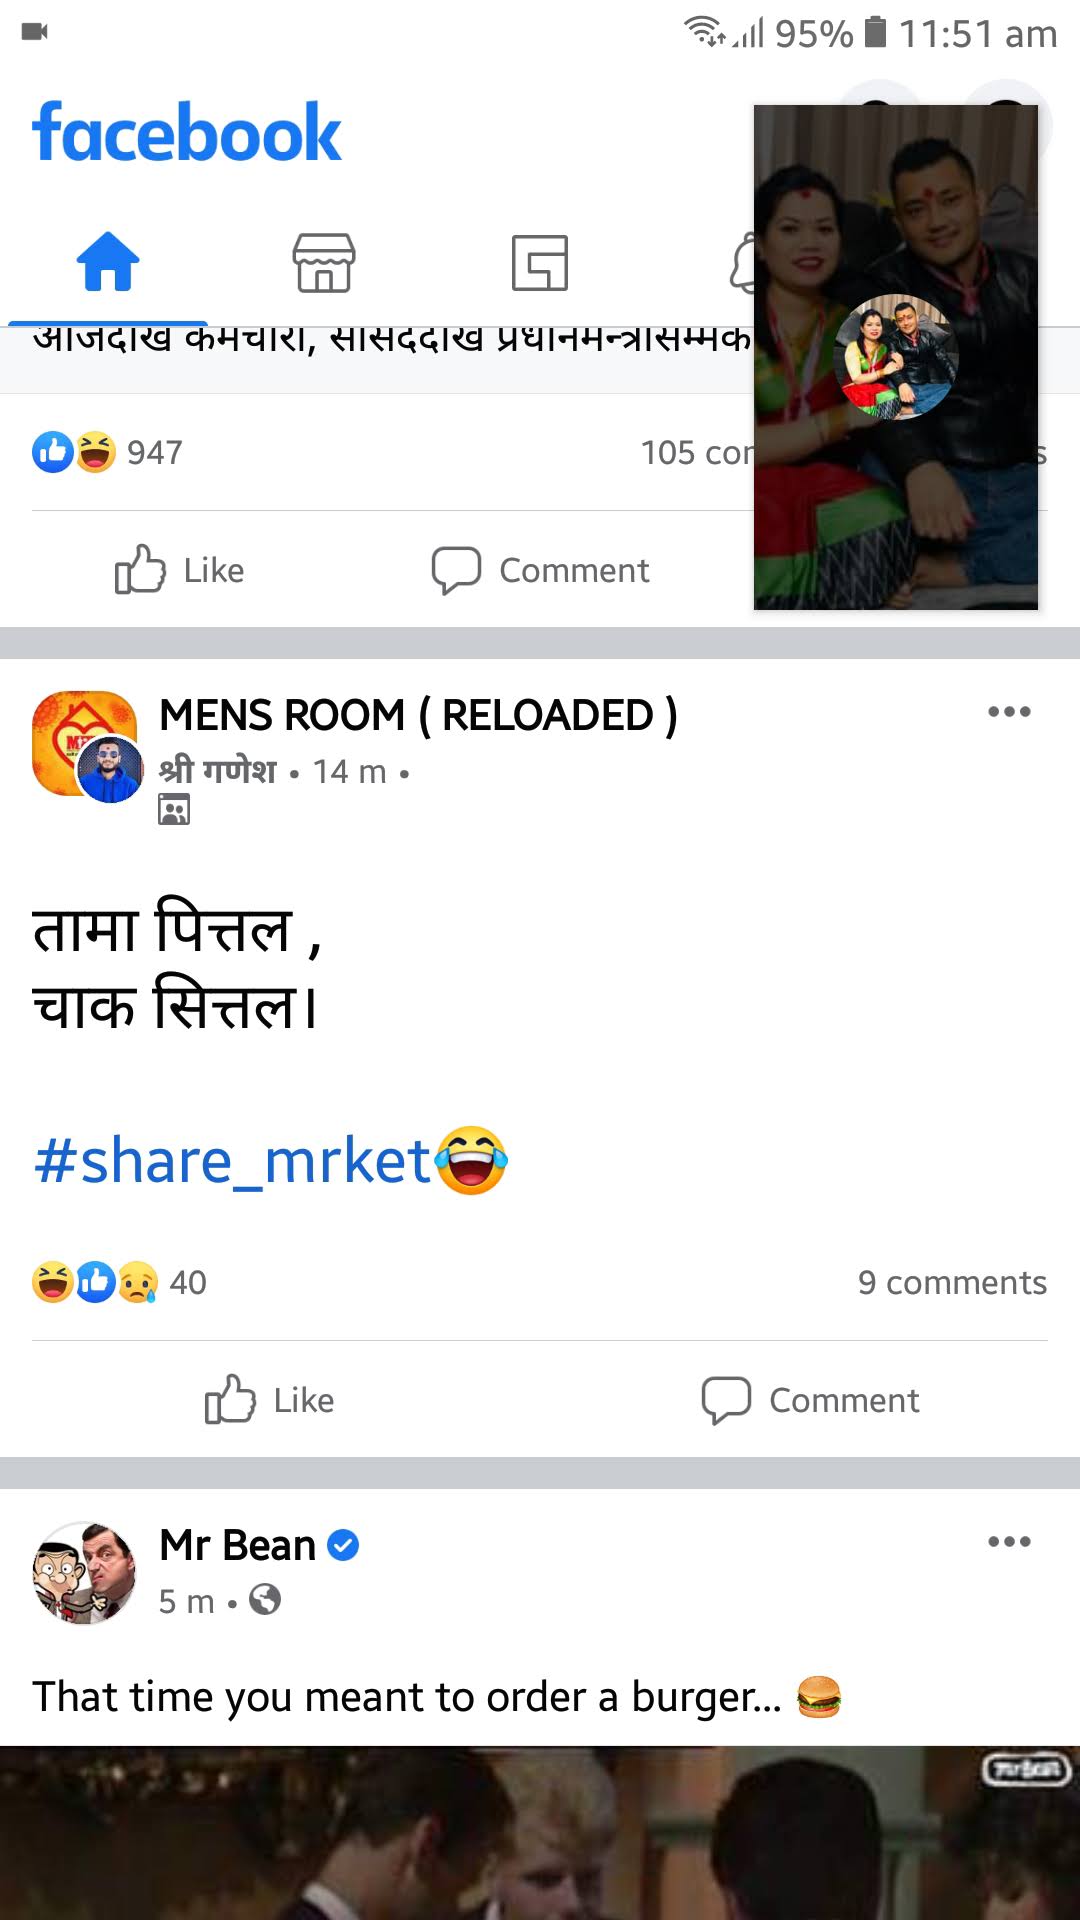 95% 11:51 am
facebook
आजदेखि कर्मचारी, सांसददेखि प्रधानमन्त्रीसम्मक
947
105 con
s
Like
Comment
MENS ROOM ( RELOADED )
श्री गणेश • 14 m •
तामा पित्तल ,
चाक सित्तल।
#share_mrket😂
40
9 comments
Like
Comment
Mr Bean
5 m •
That time you meant to order a burger... 🍔
mrBean